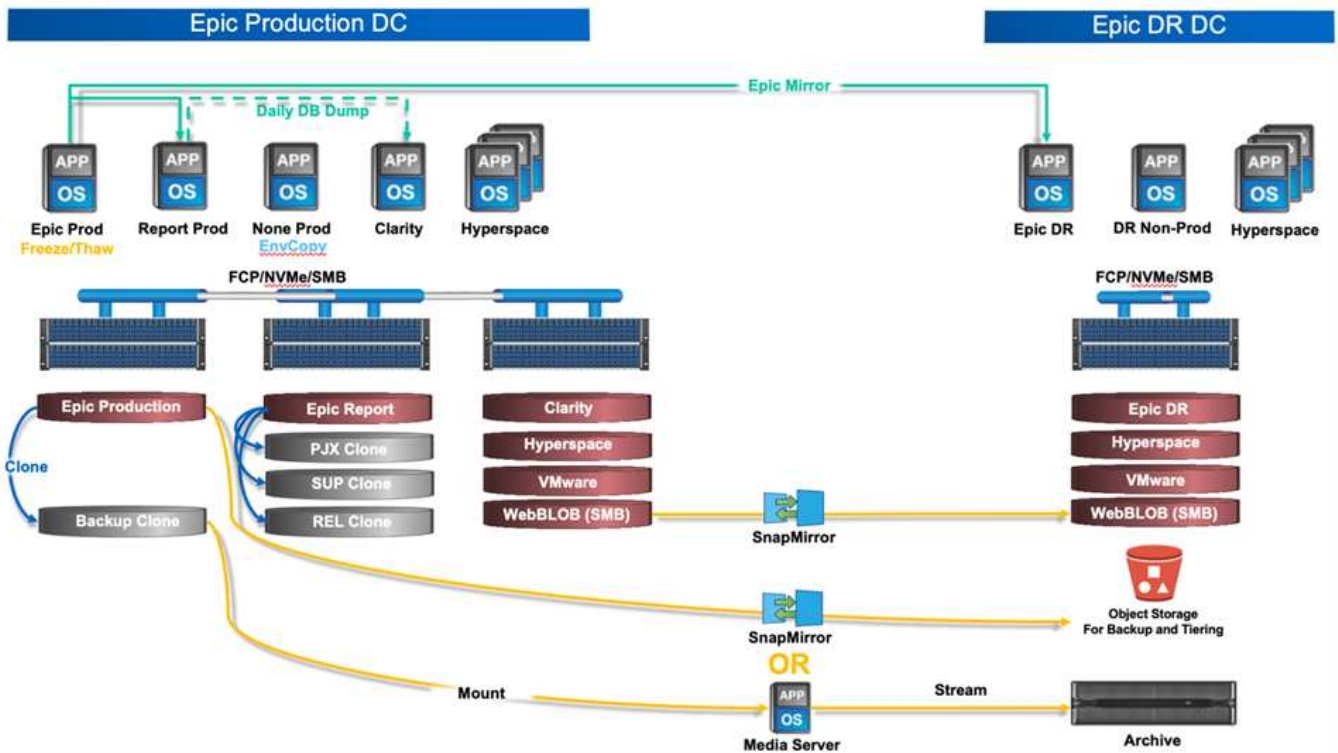 Epic Production DC
Epic DR DC
Epic Mirror
Daily DB Dump
APP
OS
APP
OS
APP
OS
APP
OS
APP
OS
APP
OS
APP
OS
APP
OS
Epic Prod
Freeze/Thaw
Report Prod
None Prod
EnvCopy
Clarity
Hyperspace
Epic DR
DR Non-Prod
Hyperspace
FCP/NVMe/SMB
FCP/NVMe/SMB
Epic Production
Epic Report
Clarity
Epic DR
PJX Clone
Hyperspace
Hyperspace
Clone
SUP Clone
VMware
VMware
Backup Clone
REL Clone
WebBLOB (SMB)
WebBLOB (SMB)
SnapMirror
Object Storage
For Backup and Tiering
SnapMirror
OR
Mount
APP
OS
Stream
Media Server
Archive